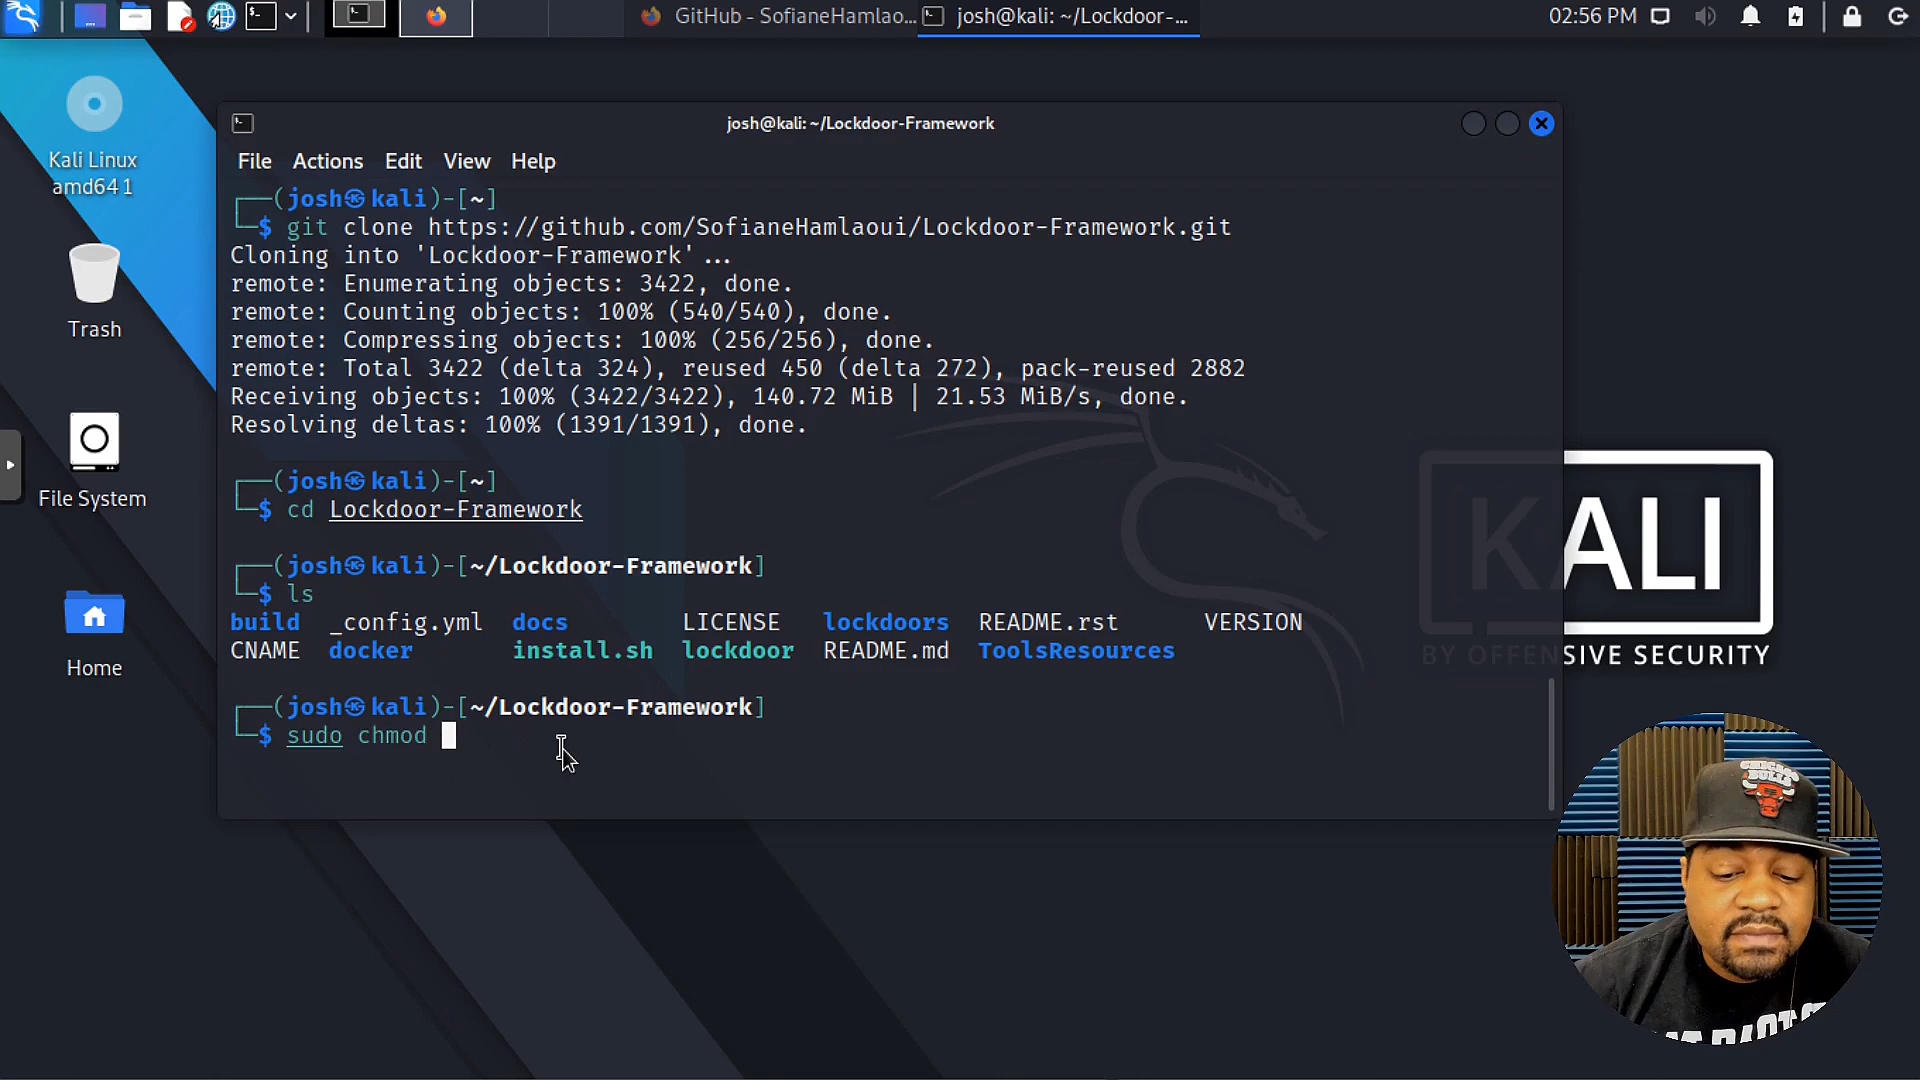 GitHub - SofianeHamlao...
josh@kali: ~/Lockdoor-...
02:56 PM
Kali Linux
amd64 1
Trash
File System
Home
josh@kali: ~/Lockdoor-Framework
File Actions Edit View Help
┌──(josh㉿kali)-[~]
└─$ git clone https://github.com/SofianeHamlaoui/Lockdoor-Framework.git
Cloning into 'Lockdoor-Framework'...
remote: Enumerating objects: 3422, done.
remote: Counting objects: 100% (540/540), done.
remote: Compressing objects: 100% (256/256), done.
remote: Total 3422 (delta 324), reused 450 (delta 272), pack-reused 2882
Receiving objects: 100% (3422/3422), 140.72 MiB | 21.53 MiB/s, done.
Resolving deltas: 100% (1391/1391), done.
┌──(josh㉿kali)-[~]
└─$ cd Lockdoor-Framework
┌──(josh㉿kali)-[~/Lockdoor-Framework]
└─$ ls
build _config.yml docs LICENSE lockdoors README.rst VERSION
CNAME docker install.sh lockdoor README.md ToolsResources
┌──(josh㉿kali)-[~/Lockdoor-Framework]
└─$ sudo chmod
KALI
BY OFFENSIVE SECURITY
CHICAGO
BULLS